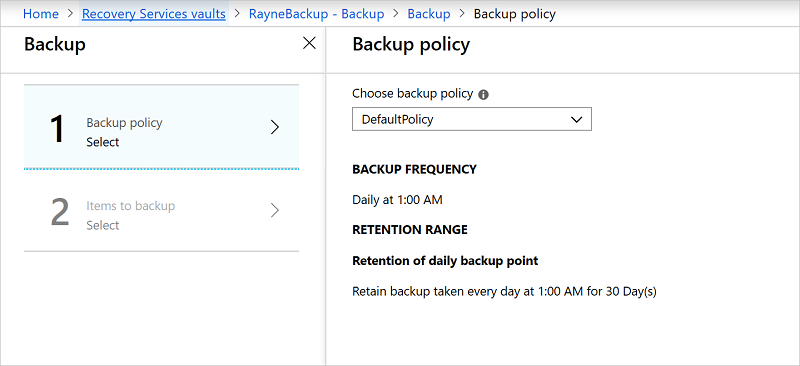 Home > Recovery Services vaults > RayneBackup - Backup > Backup > Backup policy
Backup
1
Backup policy
Select
2
Items to backup
Select
Backup policy
Choose backup policy
DefaultPolicy
BACKUP FREQUENCY
Daily at 1:00 AM
RETENTION RANGE
Retention of daily backup point
Retain backup taken every day at 1:00 AM for 30 Day(s)